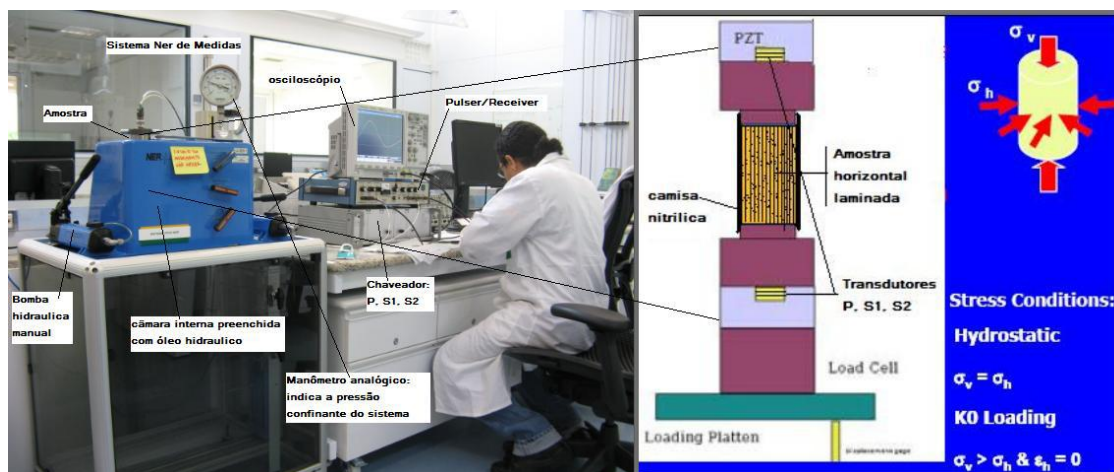 Sistema Ner de Medidas
osciloscópio
Pulser/Receiver
Amostra
NER
Bomba
hidraulica
manual
câmara interna preenchida
com óleo hidraulico
Chaveador:
P, S1, S2
Manômetro analógico:
indica a pressão
confinante do sistema
PZT
Amostra
horizontal
laminada
camisa
nitrilica
Transdutores
P, S1, S2
Load Cell
Loading Platten
σv
σh
Stress Conditions:
Hydrostatic
σv = σh
K0 Loading
σv > σh & εh = 0